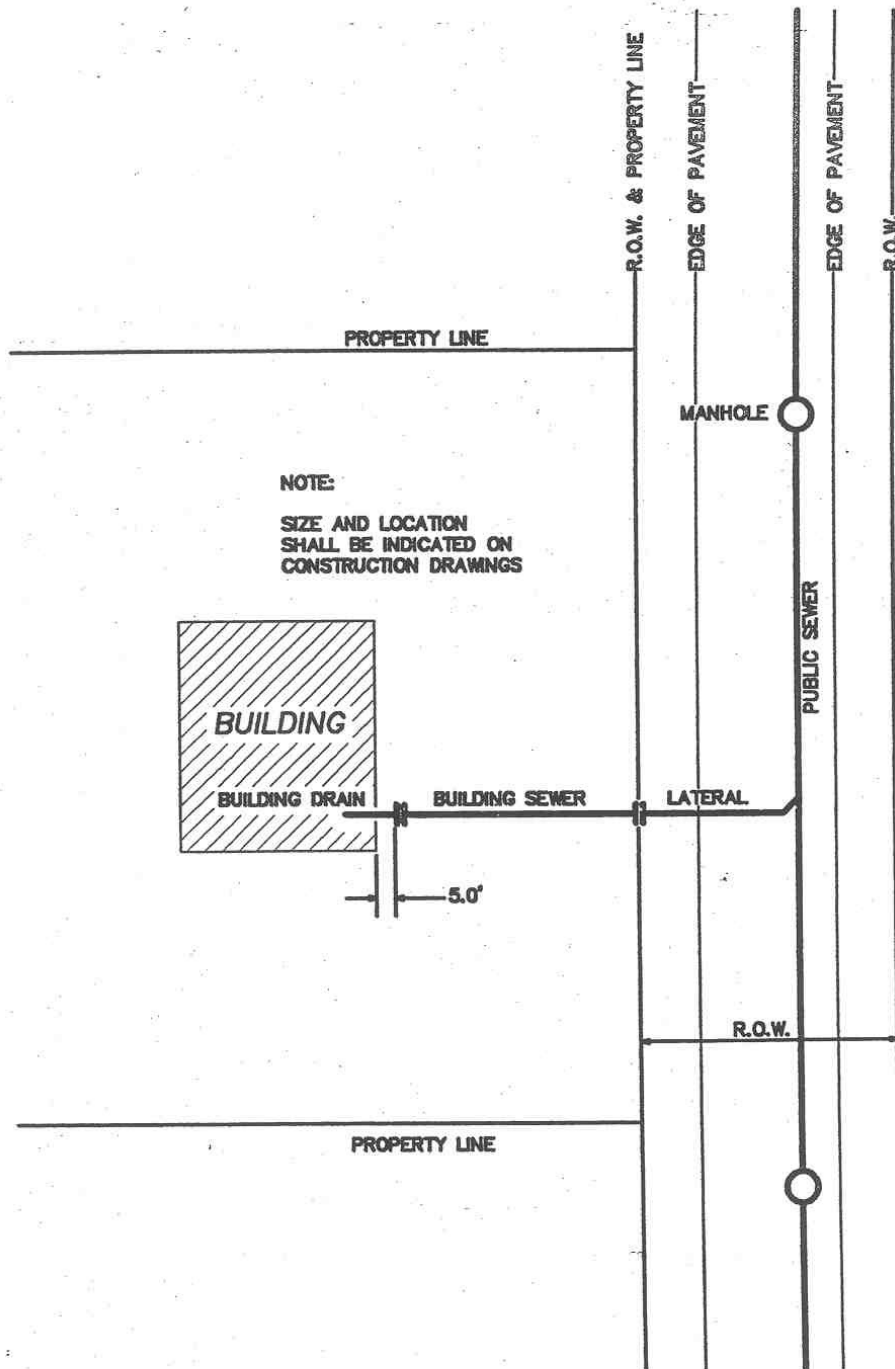 R.O.W. & PROPERTY LINE
EDGE OF PAVEMENT
EDGE OF PAVEMENT
R.O.W.
PROPERTY LINE
MANHOLE
NOTE:
SIZE AND LOCATION
SHALL BE INDICATED ON
CONSTRUCTION DRAWINGS
PUBLIC SEWER
BUILDING
BUILDING DRAIN
BUILDING SEWER
LATERAL
5.0'
R.O.W.
PROPERTY LINE